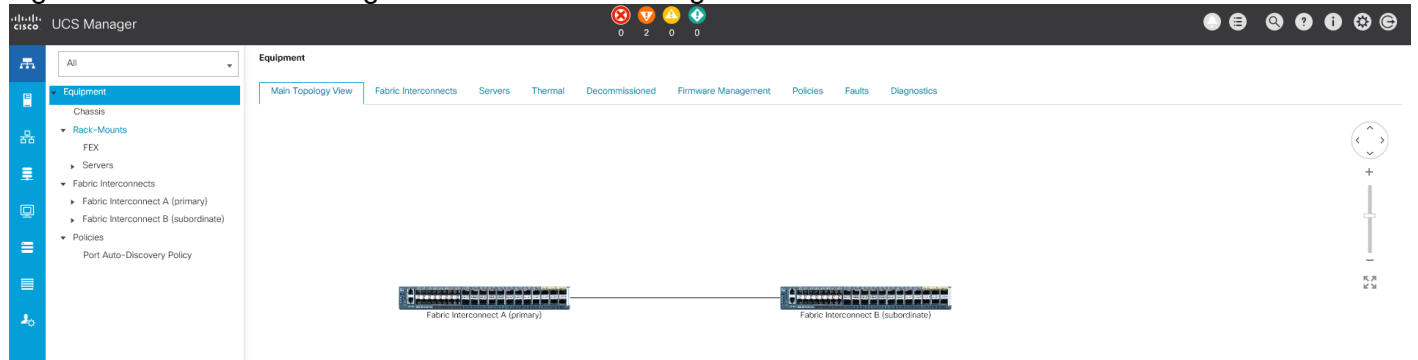 CISCO UCS Manager
0 2 0 0
All
Equipment
Chassis
Rack-Mounts
FEX
Servers
Fabric Interconnects
Fabric Interconnect A (primary)
Fabric Interconnect B (subordinate)
Policies
Port Auto-Discovery Policy
Equipment
Main Topology View Fabric Interconnects Servers Thermal Decommissioned Firmware Management Policies Faults Diagnostics
Fabric Interconnect A (primary) Fabric Interconnect B (subordinate)